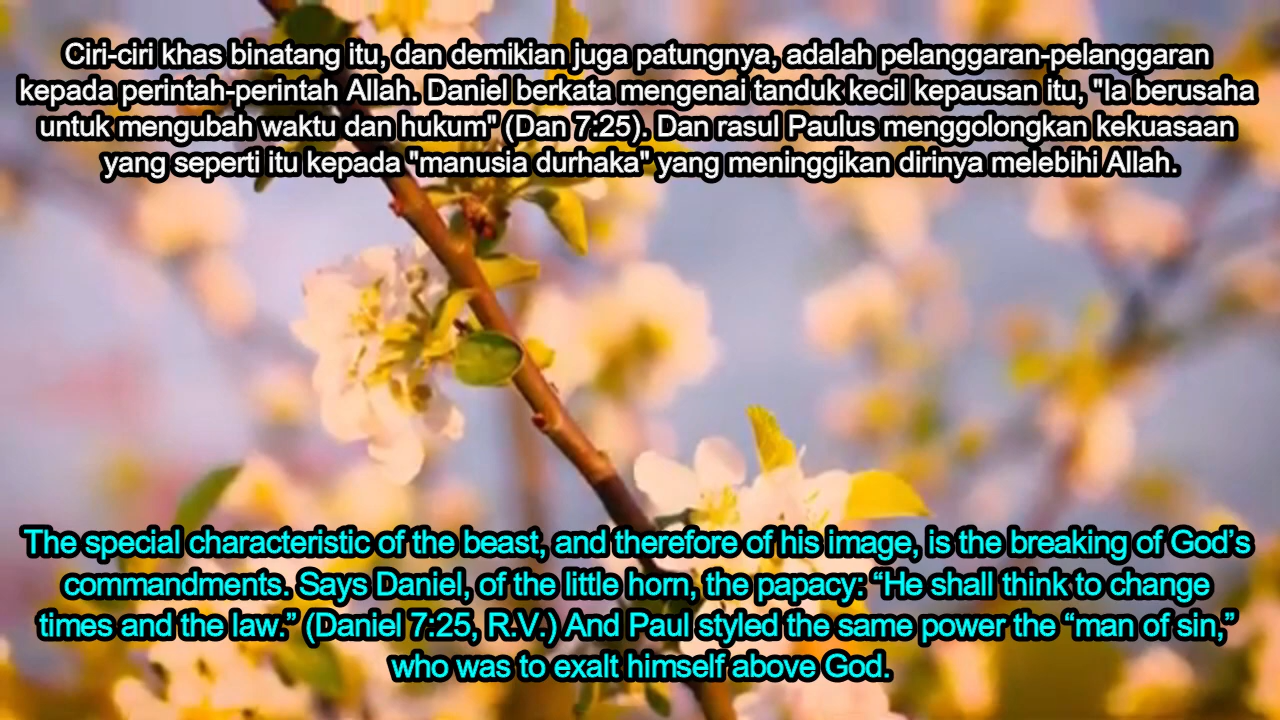 Ciri-ciri khas binatang itu, dan demikian juga patungnya, adalah pelanggaran-pelanggaran
kepada perintah-perintah Allah. Daniel berkata mengenai tanduk kecil kepausan itu, "Ia berusaha
untuk mengubah waktu dan hukum" (Dan 7:25). Dan rasul Paulus menggolongkan kekuasaan
yang seperti itu kepada "manusia durhaka" yang meninggikan dirinya melebihi Allah.
The special characteristic of the beast, and therefore of his image, is the breaking of God’s
commandments. Says Daniel, of the little horn, the papacy: “He shall think to change
times and the law.” (Daniel 7:25, R.V.) And Paul styled the same power the “man of sin,”
who was to exalt himself above God.